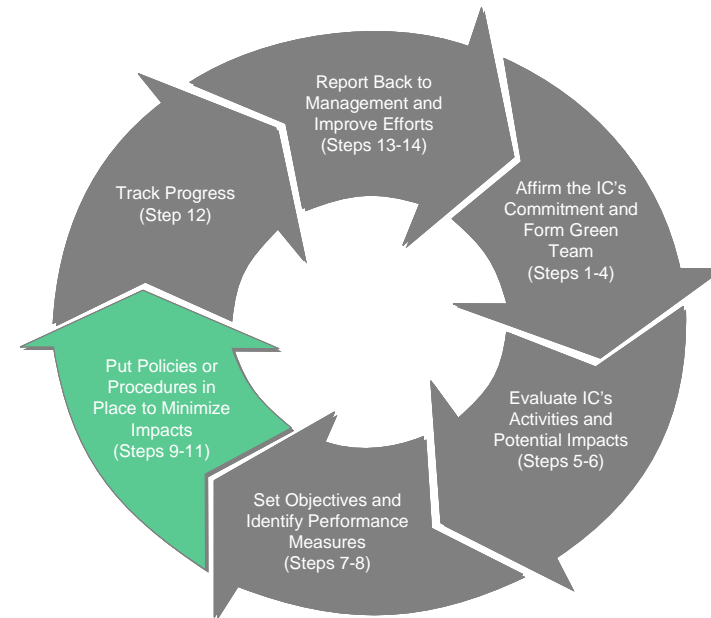 Report Back to
Management and
Improve Efforts
(Steps 13-14)
Affirm the IC's
Commitment and
Form Green
Team
(Steps 1-4)
Evaluate IC's
Activities and
Potential Impacts
(Steps 5-6)
Set Objectives and
Identify Performance
Measures
(Steps 7-8)
Put Policies or
Procedures in
Place to Minimize
Impacts
(Steps 9-11)
Track Progress
(Step 12)